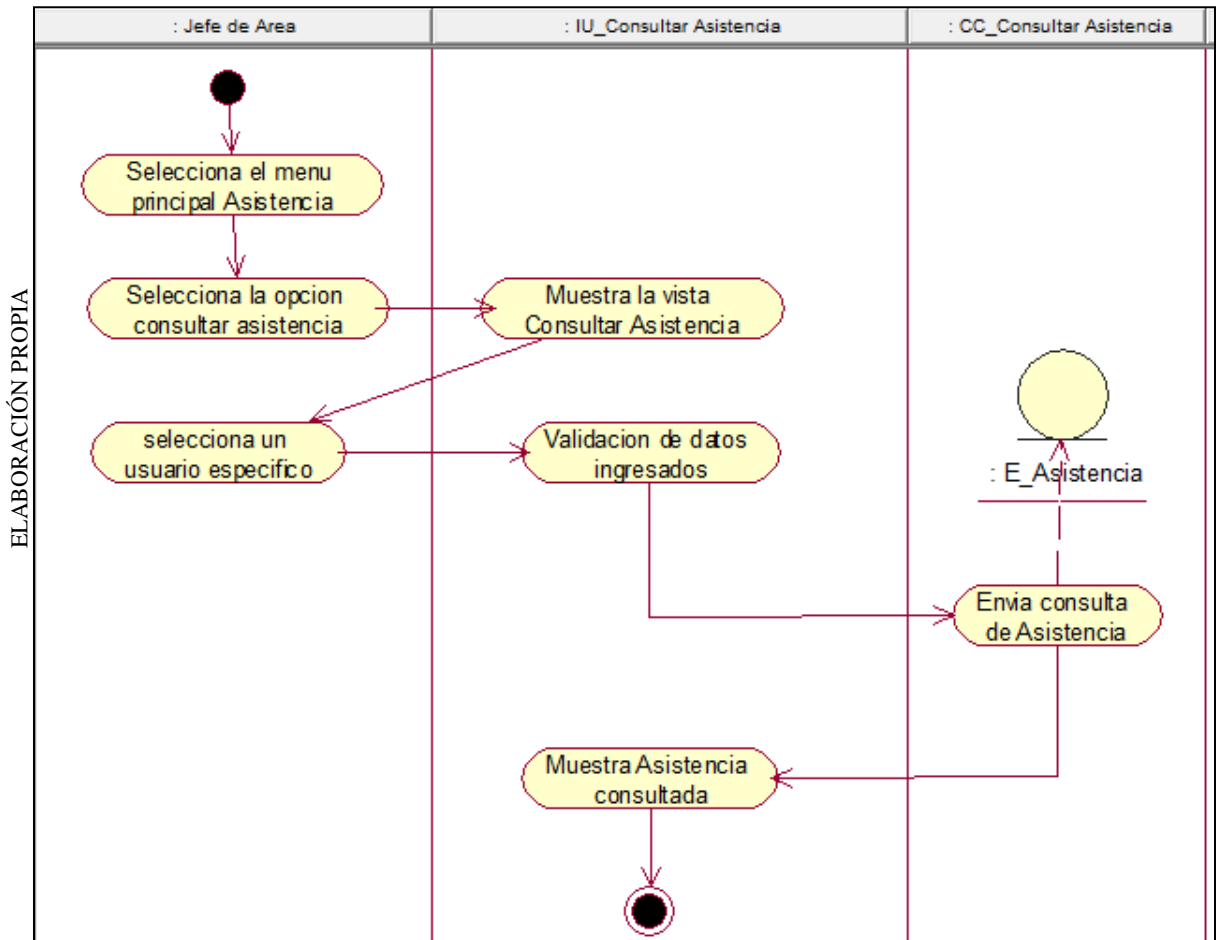 : Jefe de Area
: IU_Consultar Asistencia
: CC_Consultar Asistencia
Selecciona el menu
principal Asistencia
Selecciona la opcion
consultar asistencia
Muestra la vista
Consultar Asistencia
selecciona un
usuario especifico
Validacion de datos
ingresados
: E_Asistencia
Envia consulta
de Asistencia
Muestra Asistencia
consultada
ELABORACIÓN PROPIA